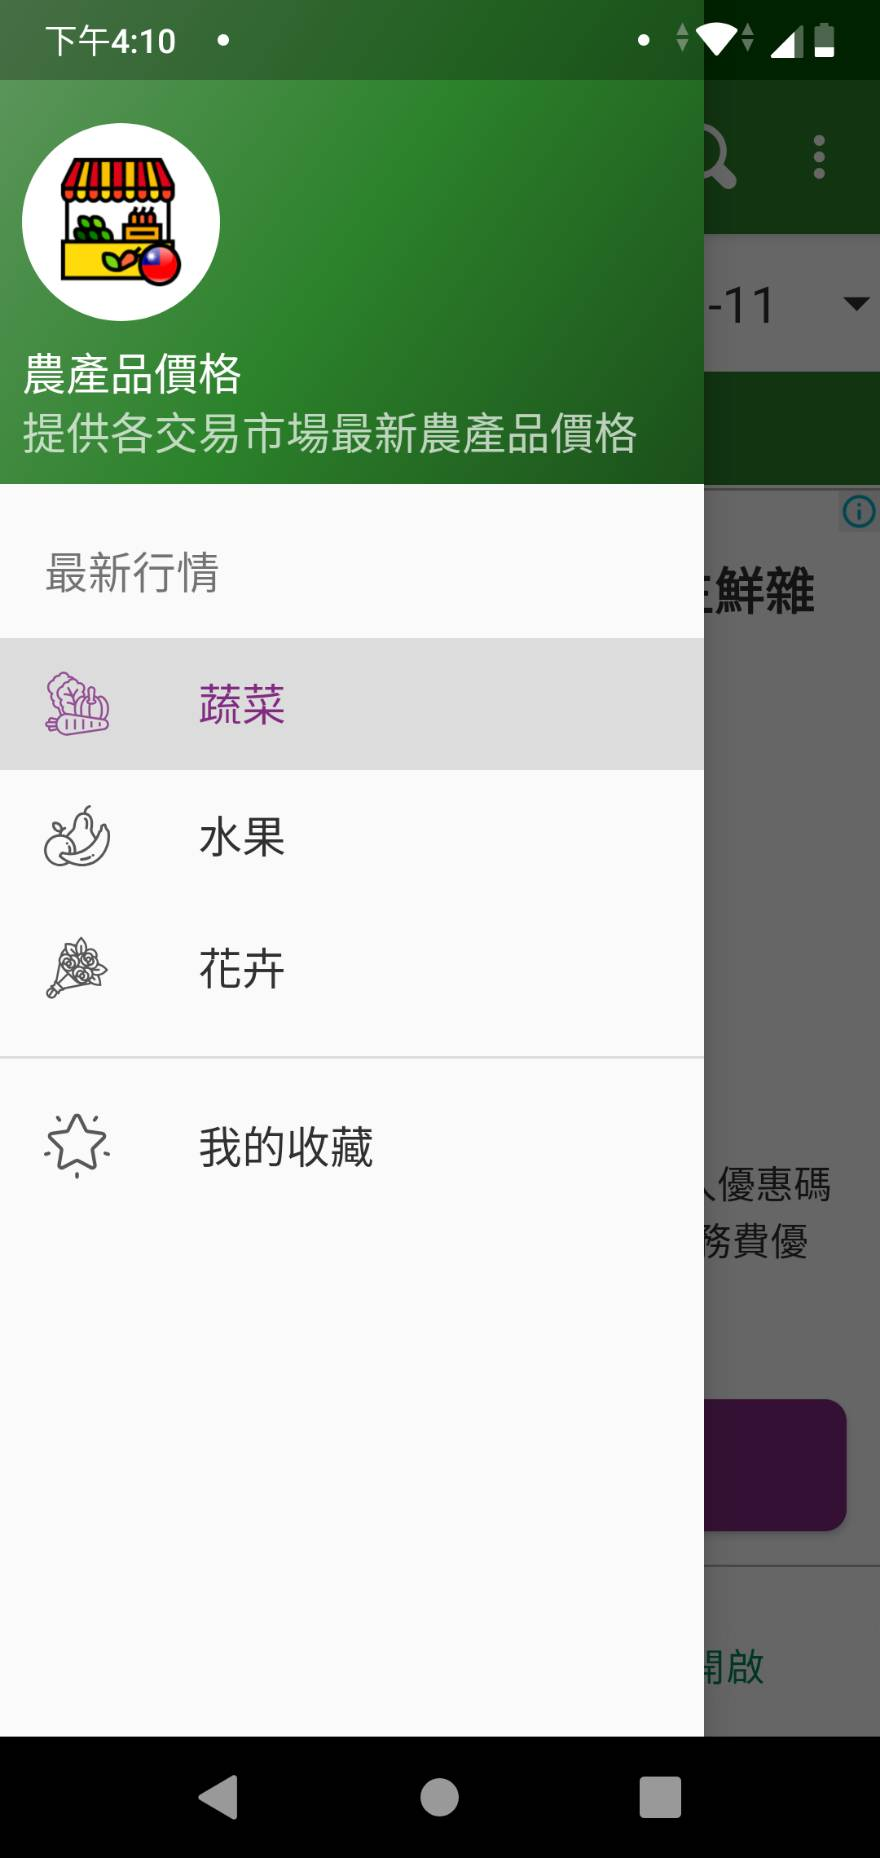 下午4:10
農產品價格
提供各交易市場最新農產品價格
-11
最新行情
鮮雜
蔬菜
水果
花卉
我的收藏
優惠碼
務費優
開啟